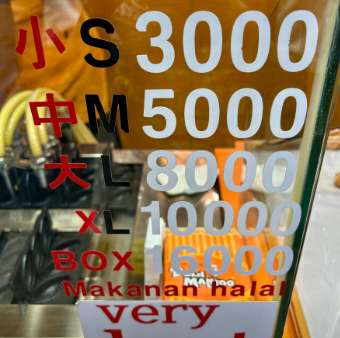 小 S 3000
中 M 5000
大 L 8000
XL 10000
BOX 16000
Makanan halal
very